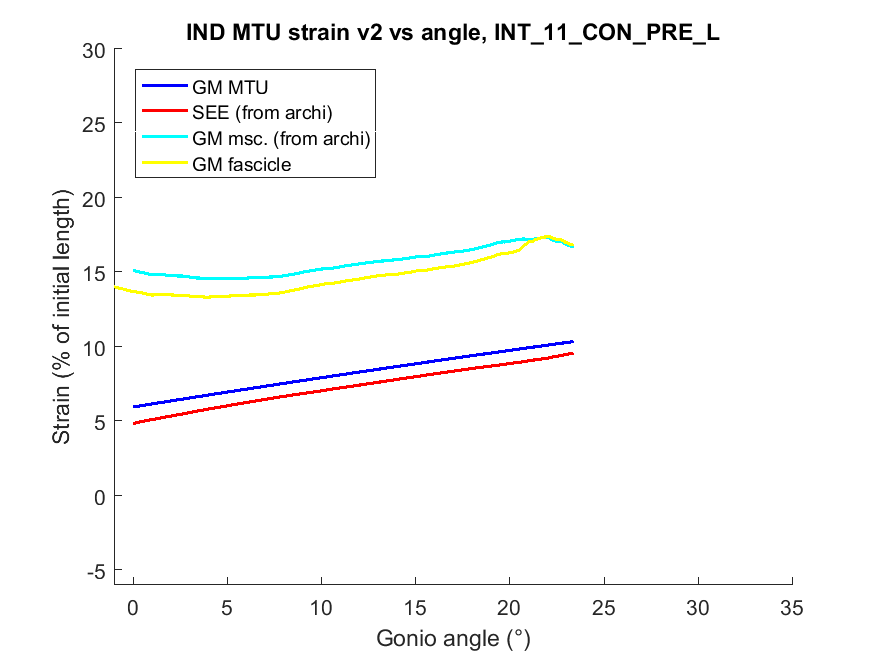 IND MTU strain v2 vs angle, INT_11_CON_PRE_L
30
25
20
15
10
5
0
-5
Strain (% of initial length)
GM MTU
SEE (from archi)
GM msc. (from archi)
GM fascicle
0 5 10 15 20 25 30 35
Gonio angle (°)